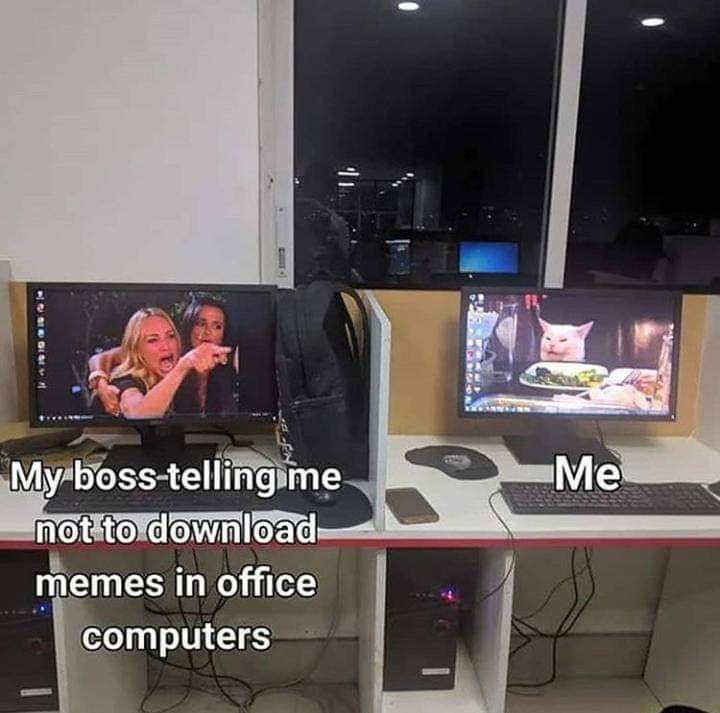 My boss telling me
not to download
memes in office
computers
Me